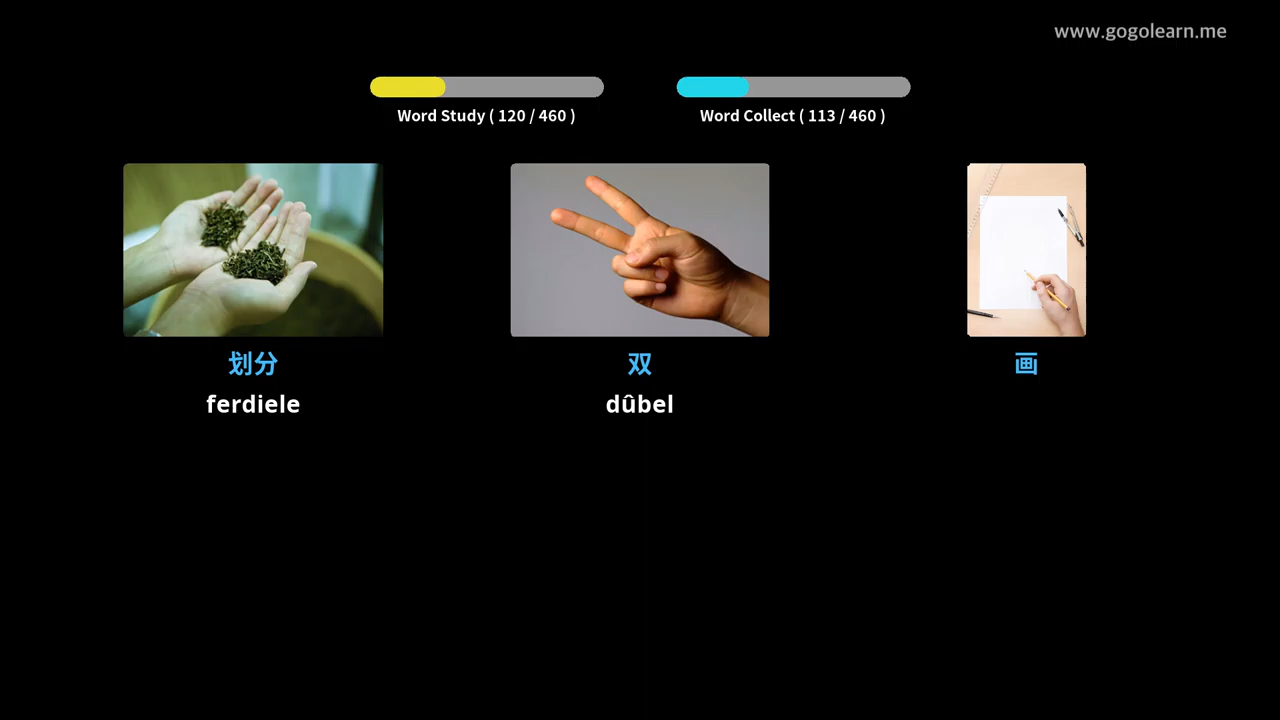 www.gogolearn.me
Word Study ( 120 / 460 )
Word Collect ( 113 / 460 )
划分
双
画
ferdiele
dûbel